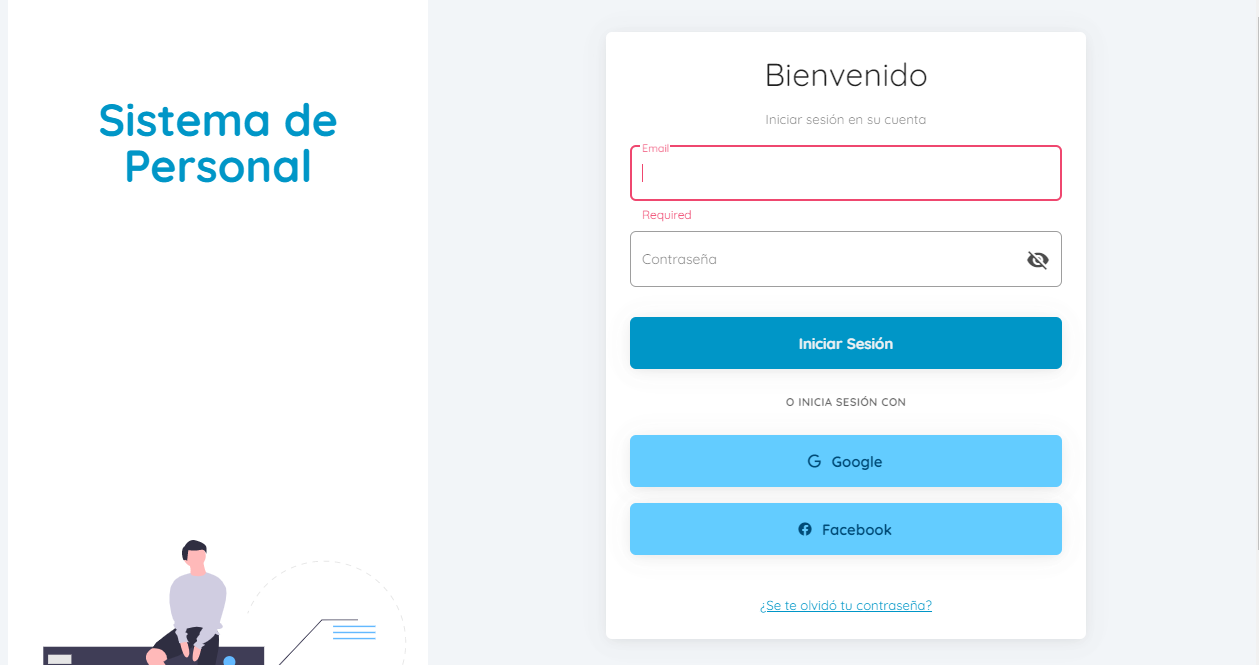 Sistema de
Personal
Bienvenido
Iniciar sesión en su cuenta
Email
Required
Contraseña
Iniciar Sesión
O INICIA SESIÓN CON
Google
Facebook
¿Se te olvidó tu contraseña?